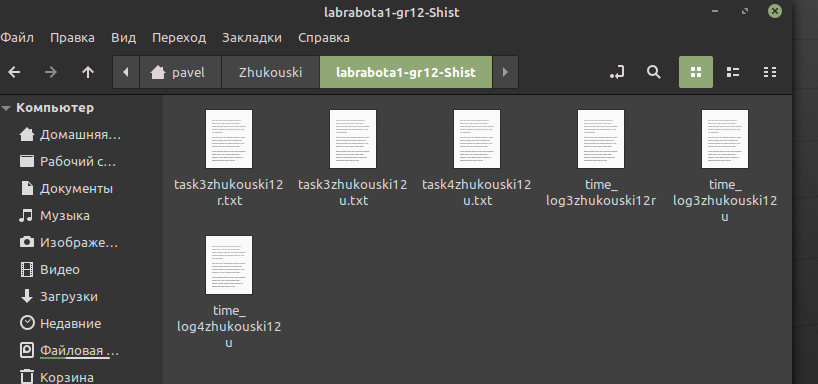 labrabota1-gr12-Shist
Файл Правка Вид Переход Закладки Справка
pavel Zhukouski labrabota1-gr12-Shist
Компьютер
Домашняя...
Рабочий с...
Документы
Музыка
Изображе...
Видео
Загрузки
Недавние
Файловая ...
Корзина
task3zhukouski12
r.txt
task3zhukouski12
u.txt
task4zhukouski12
u.txt
time_
log3zhukouski12r
time_
log3zhukouski12
u
time_
log4zhukouski12
u